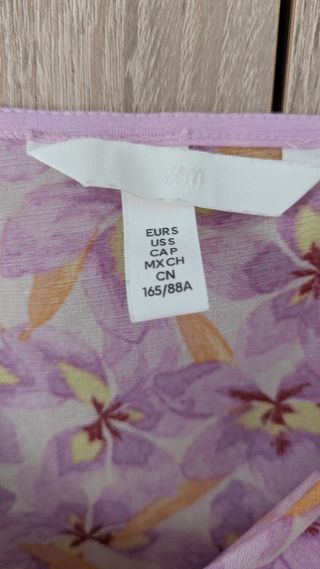 H&M
EUR S
US S
CA P
MX CH
CN
165/88A